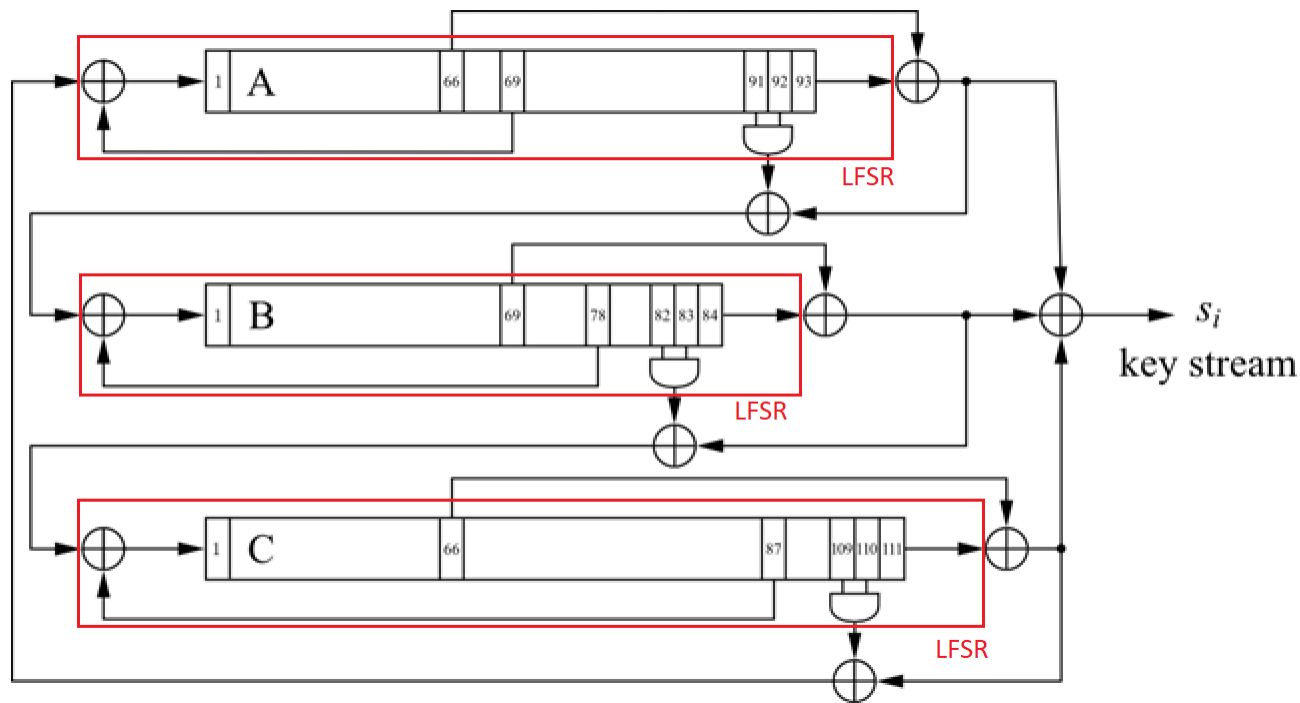 1 A 66 69 91 92 93
LFSR
1 B 69 78 82 83 84
s_i
key stream
LFSR
1 C 66 87 109 110 111
LFSR